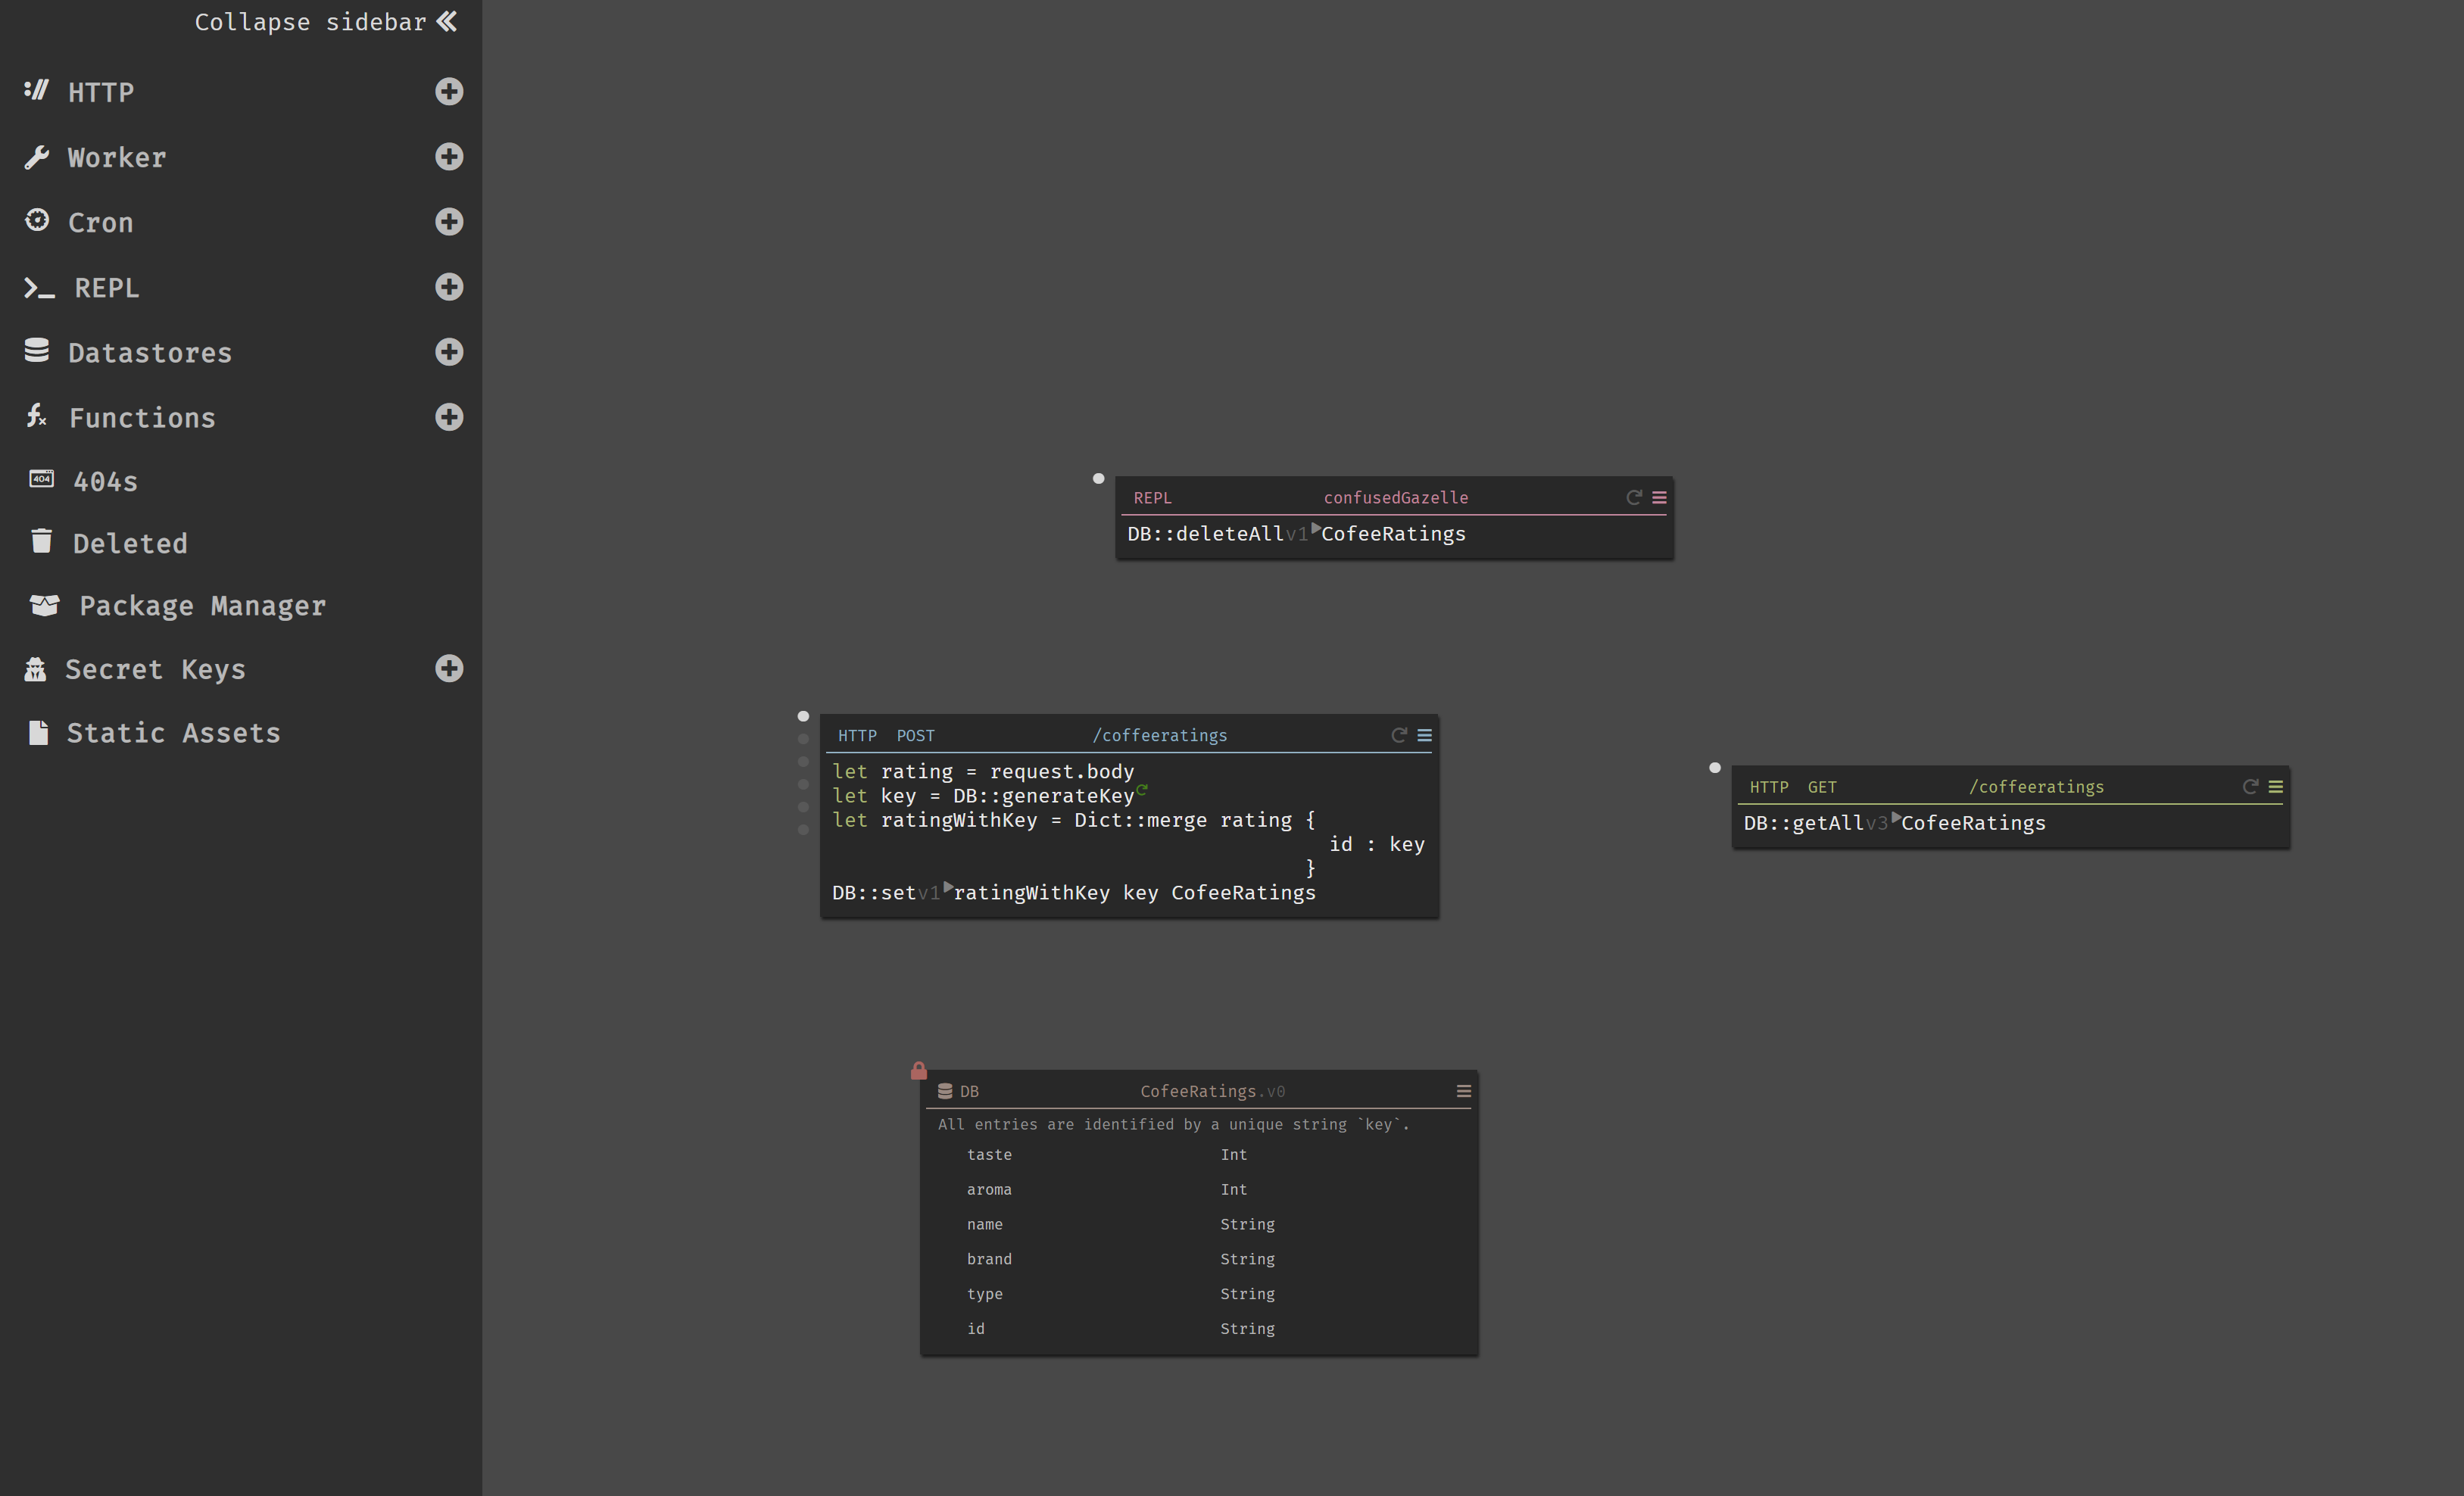 Collapse sidebar
HTTP
Worker
Cron
REPL
Datastores
Functions
404 404s
Deleted
Package Manager
Secret Keys
Static Assets
REPL confusedGazelle
DB::deleteAllv1 CofeeRatings
HTTP POST /coffeeratings
let rating = request.body
let key = DB::generateKey
let ratingWithKey = Dict::merge rating {
id : key
}
DB::setv1 ratingWithKey key CofeeRatings
HTTP GET /coffeeratings
DB::getAllv3 CofeeRatings
DB CofeeRatings.v0
All entries are identified by a unique string `key`.
taste Int
aroma Int
name String
brand String
type String
id String